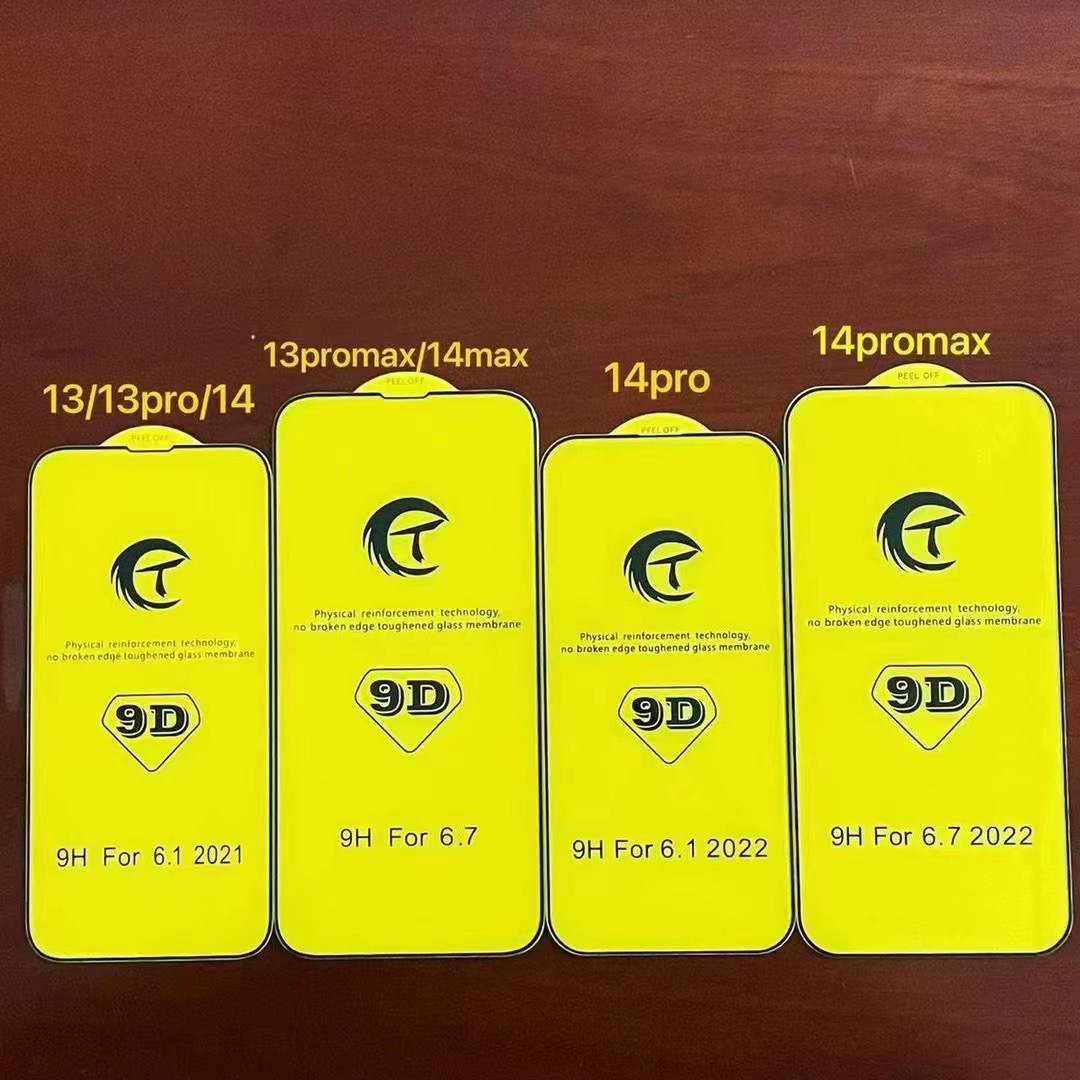 13/13pro/14
PEEL OFF
Physical reinforcement technology,
no broken edge toughened glass membrane
9D
9H For 6.1 2021
13promax/14max
PEEL OFF
Physical reinforcement technology,
no broken edge toughened glass membrane
9D
9H For 6.7
14pro
PEEL OFF
Physical reinforcement technology,
no broken edge toughened glass membrane
9D
9H For 6.1 2022
14promax
PEEL OFF
Physical reinforcement technology,
no broken edge toughened glass membrane
9D
9H For 6.7 2022